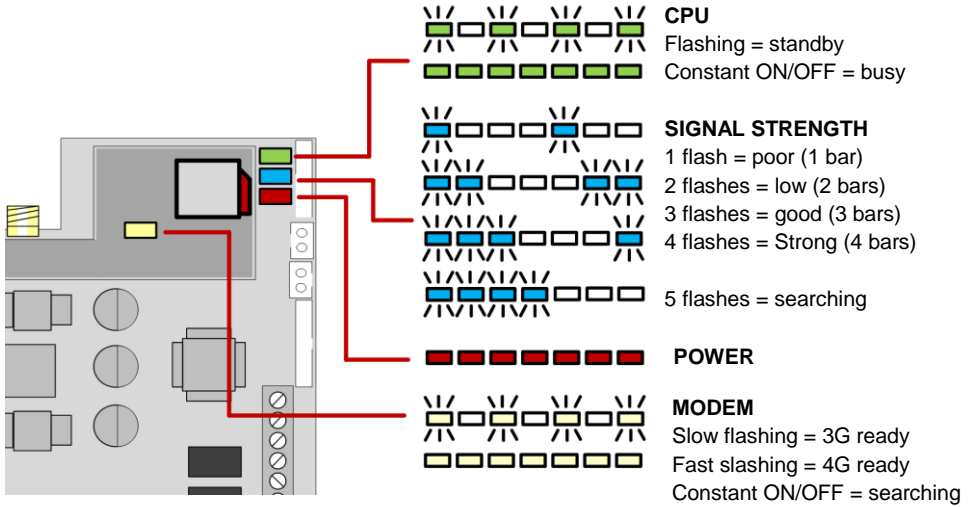 CPU
Flashing = standby
Constant ON/OFF = busy
SIGNAL STRENGTH
1 flash = poor (1 bar)
2 flashes = low (2 bars)
3 flashes = good (3 bars)
4 flashes = Strong (4 bars)
5 flashes = searching
POWER
MODEM
Slow flashing = 3G ready
Fast slashing = 4G ready
Constant ON/OFF = searching